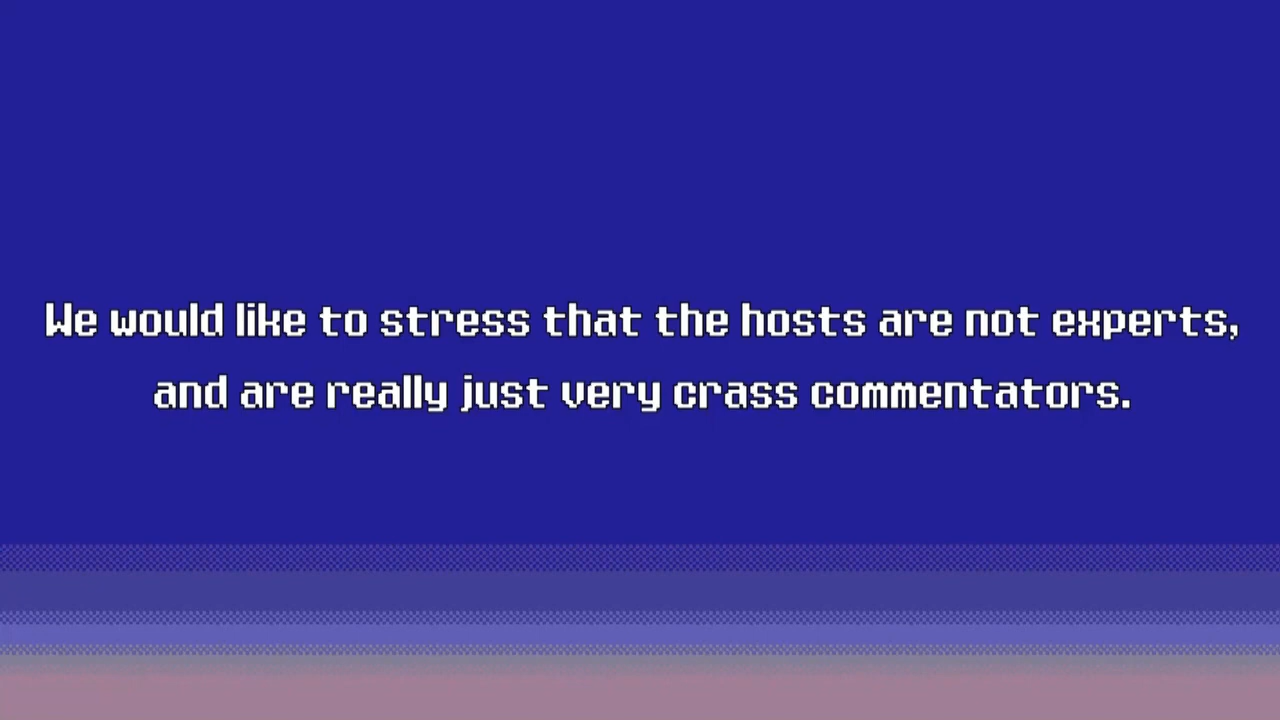 We would like to stress that the hosts are not experts,
and are really just very crass commentators.